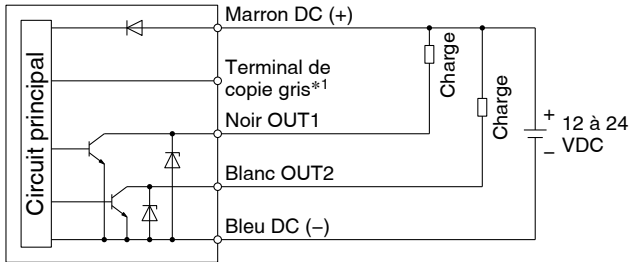 Marron DC (+)
Terminal de
copie gris*1
Noir OUT1
Blanc OUT2
Bleu DC (−)
Circuit principal
Charge
Charge
+
12 à 24
VDC
−